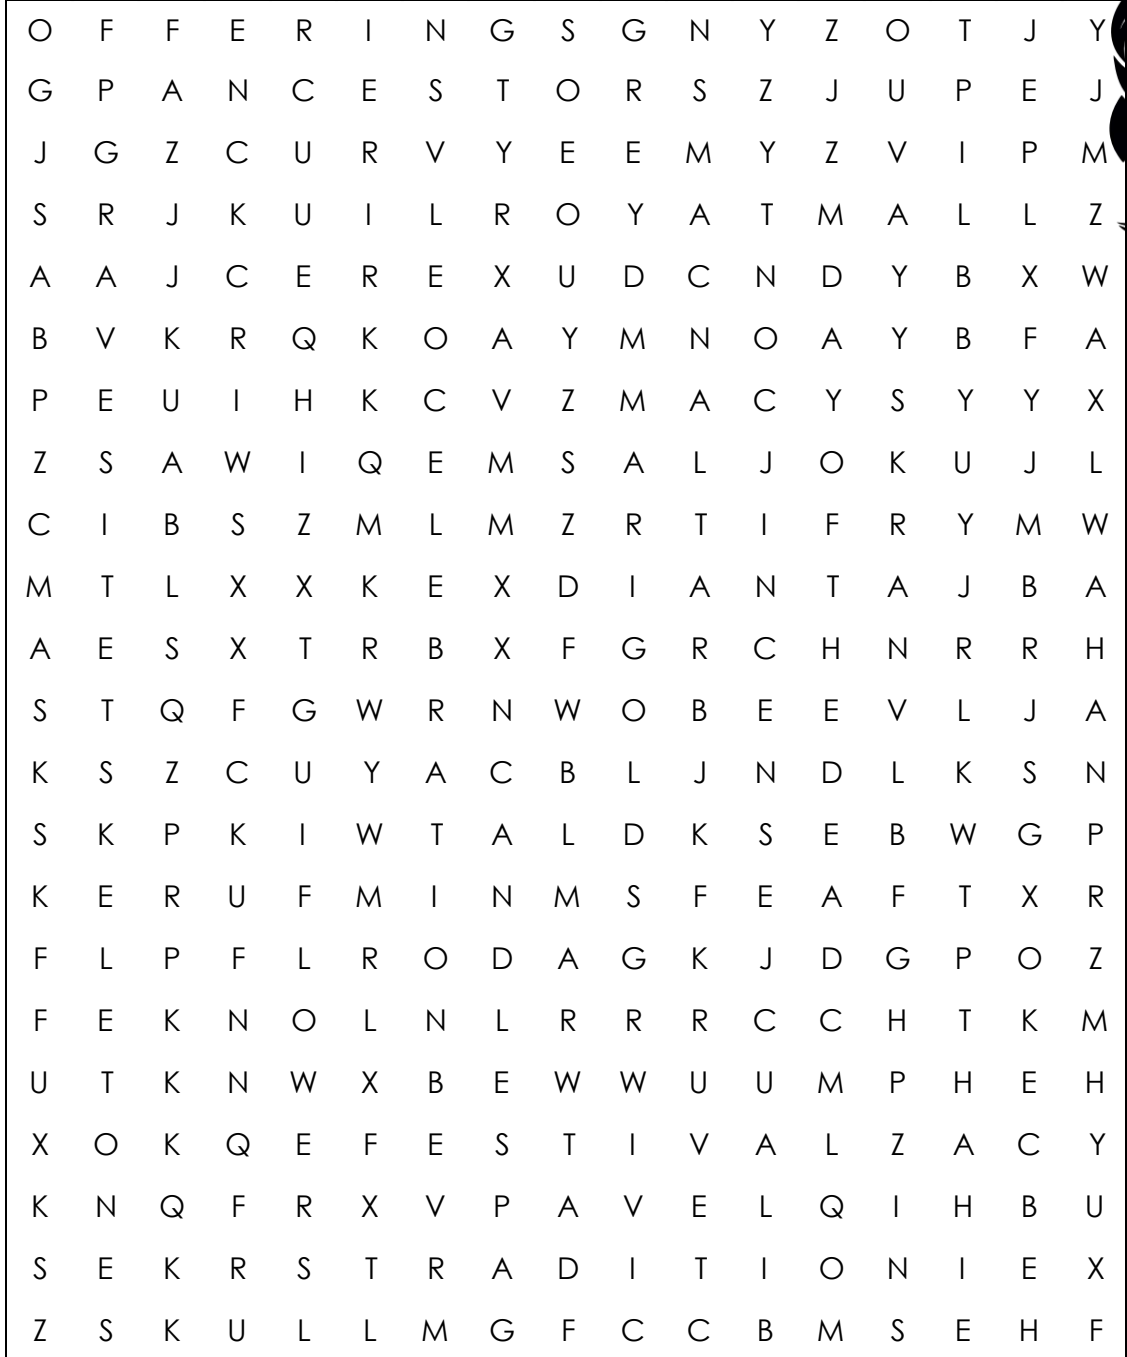 O F F E R I N G S G N Y Z O T J Y
G P A N C E S T O R S Z J U P E J
J G Z C U R V Y E E M Y Z V I P M
S R J K U I L R O Y A T M A L L Z
A A J C E R E X U D C N D Y B X W
B V K R Q K O A Y M N O A Y B F A
P E U I H K C V Z M A C Y S Y Y X
Z S A W I Q E M S A L J O K U J L
C I B S Z M L M Z R T I F R Y M W
M T L X X K E X D I A N T A J B A
A E S X T R B X F G R C H N R R H
S T Q F G W R N W O B E E V L J A
K S Z C U Y A C B L J N D L K S N
S K P K I W T A L D K S E B W G P
K E R U F M I N M S F E A F T X R
F L P F L R O D A G K J D G P O Z
F E K N O L N L R R R C C H T K M
U T K N W X B E W W U U M P H E H
X O K Q E F E S T I V A L Z A C Y
K N Q F R X V P A V E L Q I H B U
S E K R S T R A D I T I O N I E X
Z S K U L L M G F C C B M S E H F